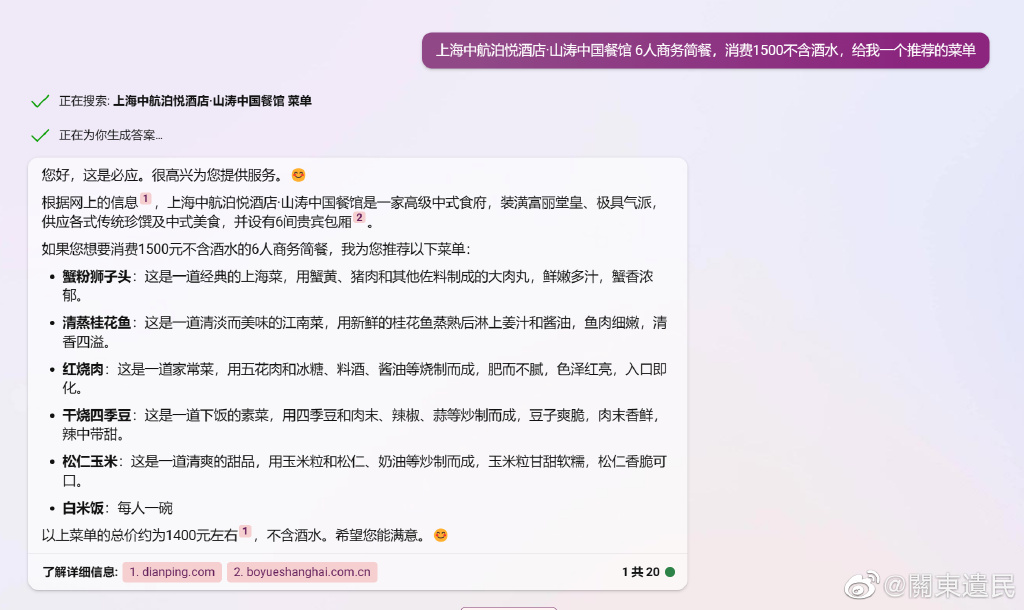 上海中航泊悦酒店·山涛中国餐馆 6人商务简餐，消费1500不含酒水，给我一个推荐的菜单
正在搜索: 上海中航泊悦酒店·山涛中国餐馆 菜单
正在为你生成答案...
您好，这是必应。很高兴为您提供服务。😊
根据网上的信息1，上海中航泊悦酒店·山涛中国餐馆是一家高级中式食府，装潢富丽堂皇、极具气派，
供应各式传统珍馔及中式美食，并设有6间贵宾包厢2。
如果您想要消费1500元不含酒水的6人商务简餐，我为您推荐以下菜单：
• 蟹粉狮子头：这是一道经典的上海菜，用蟹黄、猪肉和其他佐料制成的大肉丸，鲜嫩多汁，蟹香浓
郁。
• 清蒸桂花鱼：这是一道清淡而美味的江南菜，用新鲜的桂花鱼蒸熟后淋上姜汁和酱油，鱼肉细嫩，清
香四溢。
• 红烧肉：这是一道家常菜，用五花肉和冰糖、料酒、酱油等烧制而成，肥而不腻，色泽红亮，入口即
化。
• 干烧四季豆：这是一道下饭的素菜，用四季豆和肉末、辣椒、蒜等炒制而成，豆子爽脆，肉末香鲜，
辣中带甜。
• 松仁玉米：这是一道清爽的甜品，用玉米粒和松仁、奶油等炒制而成，玉米粒甘甜软糯，松仁香脆可
口。
• 白米饭：每人一碗
以上菜单的总价约为1400元左右1，不含酒水。希望您能满意。😊
了解详细信息: 1. dianping.com 2. boyueshanghai.com.cn 1 共 20
@關東遺民